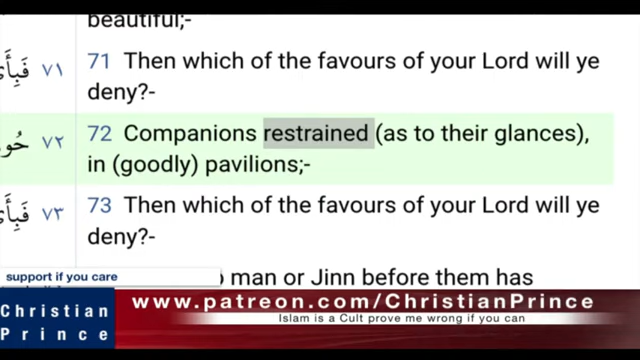 beautiful;-
71 Then which of the favours of your Lord will ye
deny?-
فَبِأَىِّ ٧١
72 Companions restrained (as to their glances),
in (goodly) pavilions;-
٧٢
73 Then which of the favours of your Lord will ye
deny?-
٧٣
man or Jinn before them has
support if you care
Christian
Prince
www.patreon.com/ChristianPrince
Islam is a Cult prove me wrong if you can